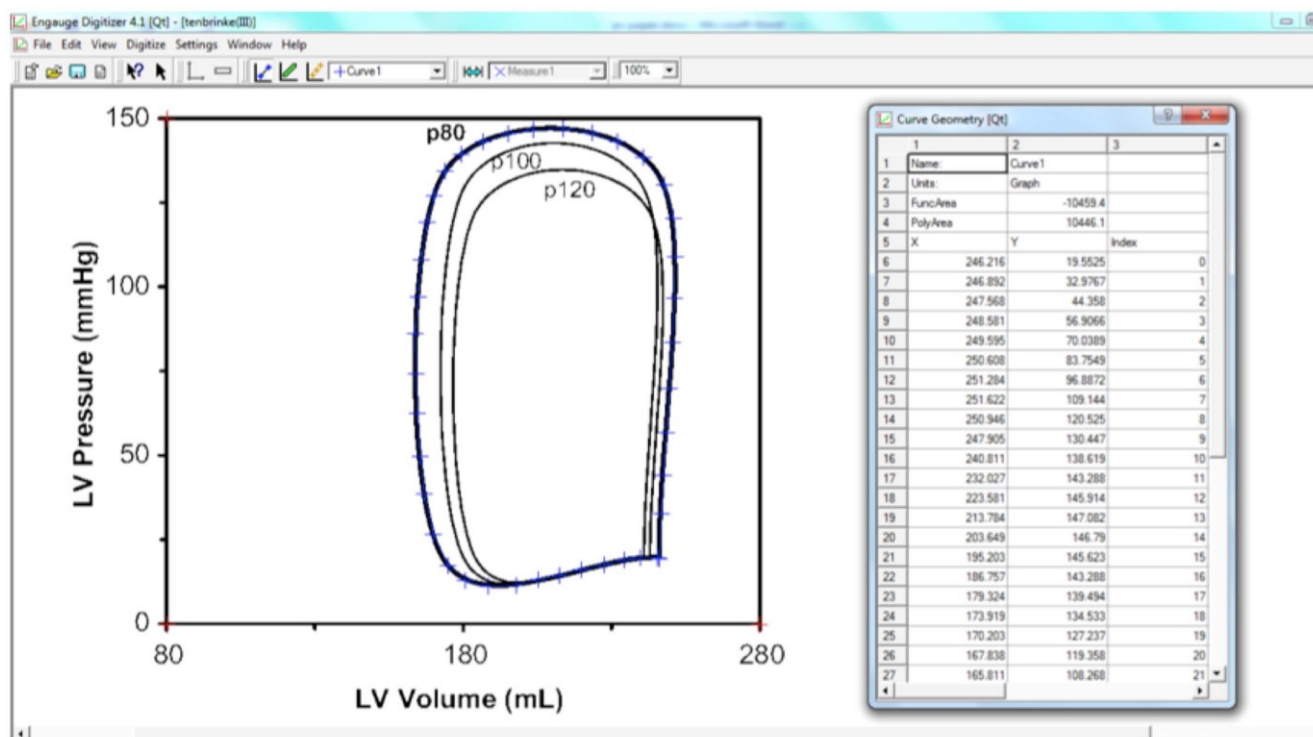 Engauge Digitizer 4.1 [Qt] - [tenbrinke(III)]
File Edit View Digitize Settings Window Help
Curve1 Measure1 100%
150
100
50
0
80 180 280
LV Pressure (mmHg)
LV Volume (mL)
p80
p100
p120
Curve Geometry [Qt]
1 2 3
1 Name: Curve1
2 Units: Graph
3 FuncArea -10459.4
4 PolyArea 10446.1
5 X Y Index
6 246.216 19.5525 0
7 246.892 32.9767 1
8 247.568 44.358 2
9 248.581 56.9066 3
10 249.595 70.0389 4
11 250.608 83.7549 5
12 251.284 96.8872 6
13 251.622 109.144 7
14 250.946 120.525 8
15 247.905 130.447 9
16 240.811 138.619 10
17 232.027 143.288 11
18 223.581 145.914 12
19 213.784 147.082 13
20 203.649 146.79 14
21 195.203 145.623 15
22 186.757 143.288 16
23 179.324 139.494 17
24 173.919 134.533 18
25 170.203 127.237 19
26 167.838 119.358 20
27 165.811 108.268 21